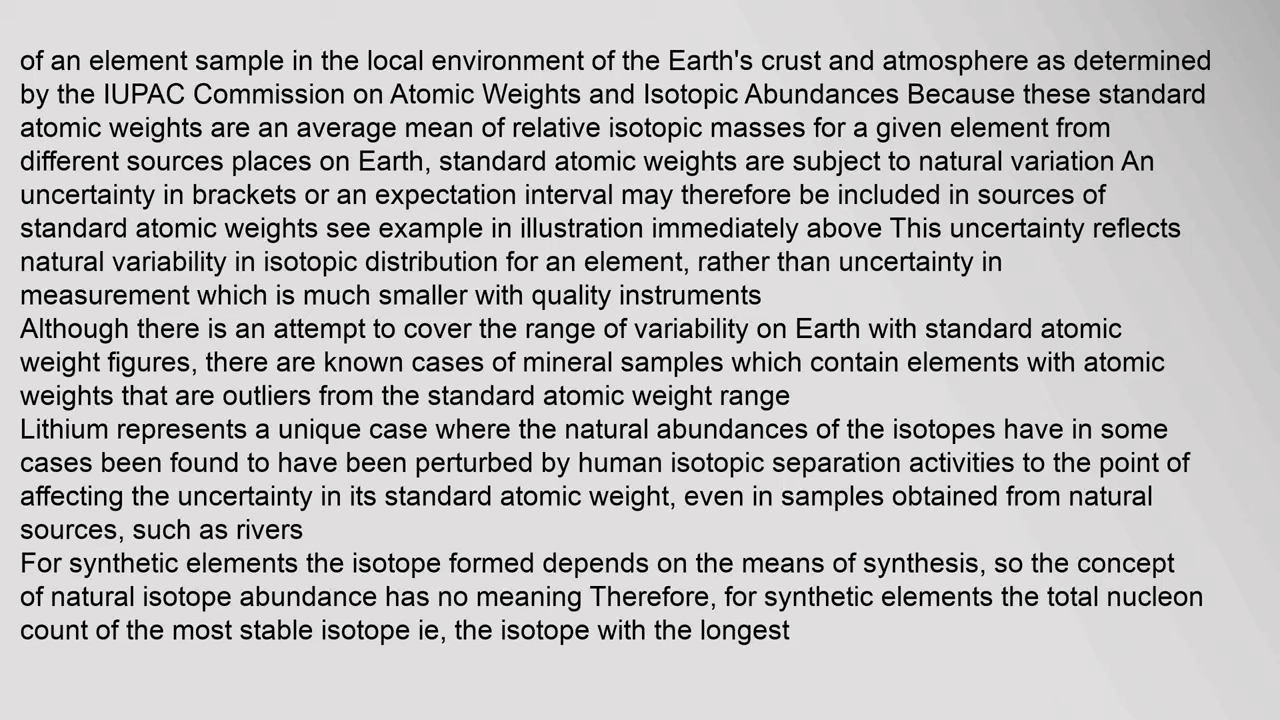 of an element sample in the local environment of the Earth's crust and atmosphere as determined
by the IUPAC Commission on Atomic Weights and Isotopic Abundances Because these standard
atomic weights are an average mean of relative isotopic masses for a given element from
different sources places on Earth, standard atomic weights are subject to natural variation An
uncertainty in brackets or an expectation interval may therefore be included in sources of
standard atomic weights see example in illustration immediately above This uncertainty reflects
natural variability in isotopic distribution for an element, rather than uncertainty in
measurement which is much smaller with quality instruments
Although there is an attempt to cover the range of variability on Earth with standard atomic
weight figures, there are known cases of mineral samples which contain elements with atomic
weights that are outliers from the standard atomic weight range
Lithium represents a unique case where the natural abundances of the isotopes have in some
cases been found to have been perturbed by human isotopic separation activities to the point of
affecting the uncertainty in its standard atomic weight, even in samples obtained from natural
sources, such as rivers
For synthetic elements the isotope formed depends on the means of synthesis, so the concept
of natural isotope abundance has no meaning Therefore, for synthetic elements the total nucleon
count of the most stable isotope ie, the isotope with the longest